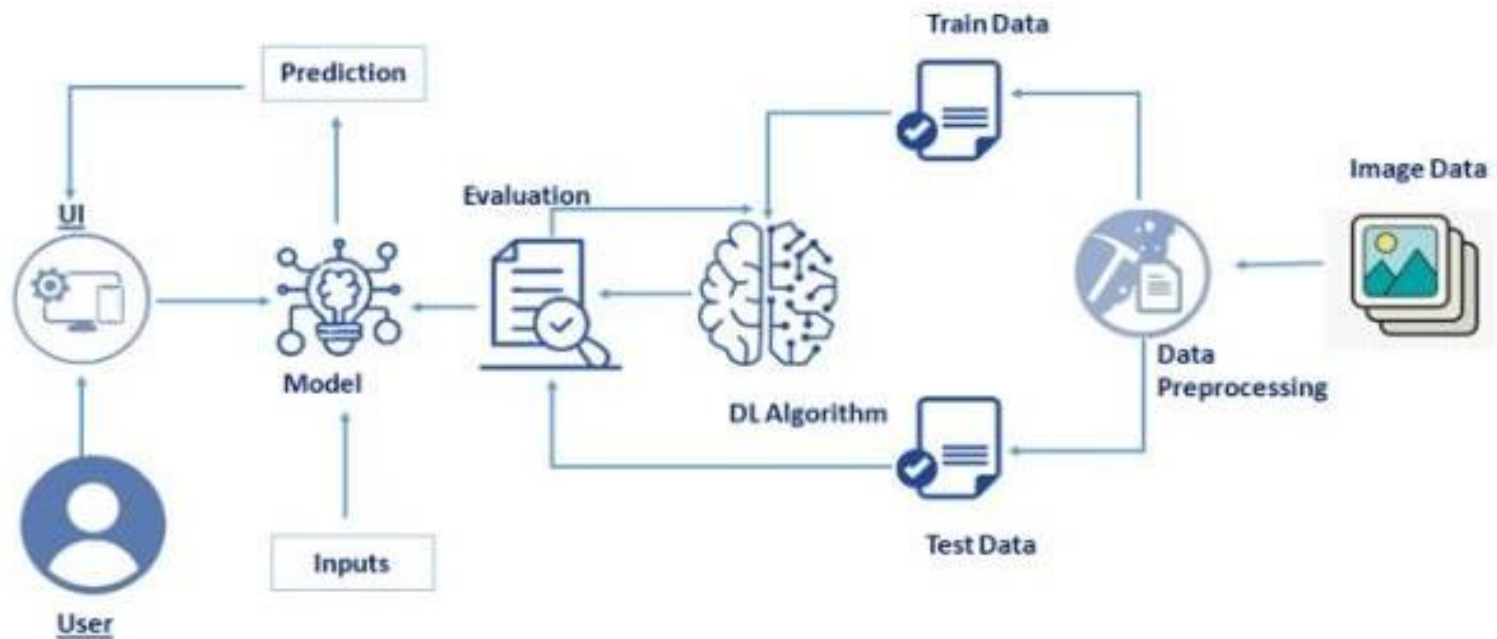 Train Data
Prediction
Image Data
Evaluation
UI
Data
Preprocessing
Model
DL Algorithm
Test Data
Inputs
User